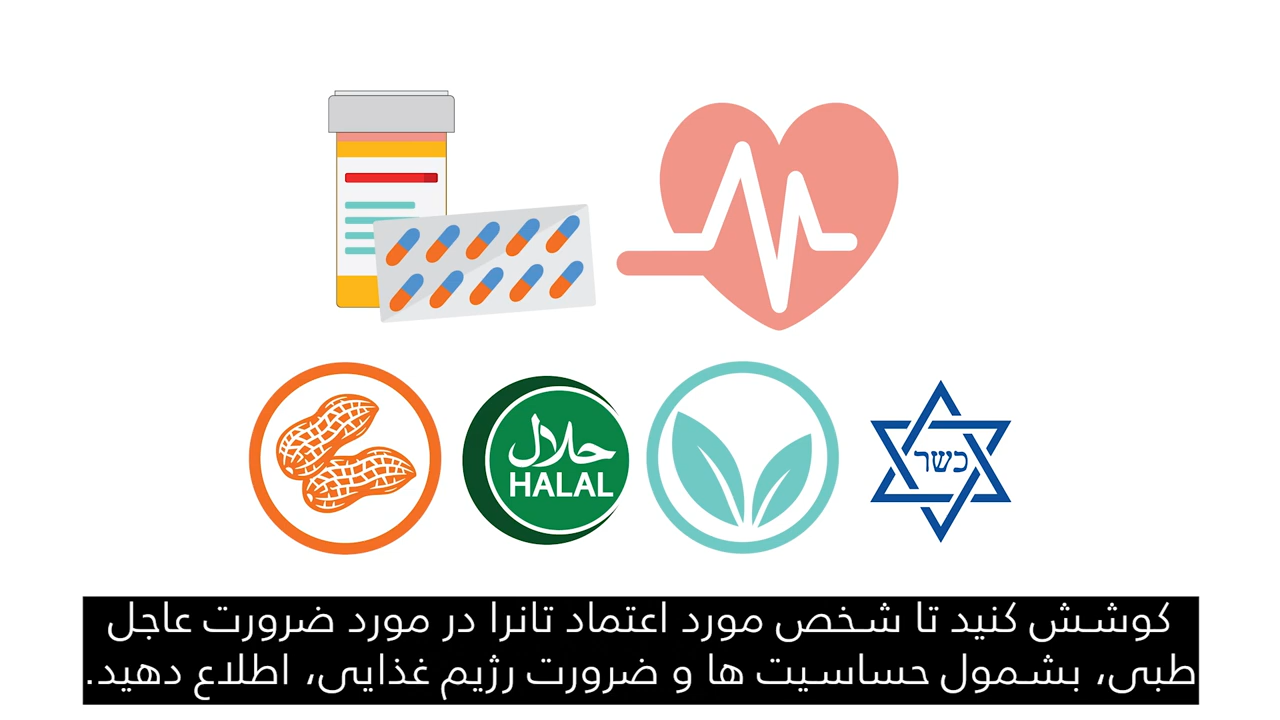 حلال
HALAL
כשר
کوشش کنید تا شخص مورد اعتماد تانرا در مورد ضرورت عاجل
طبی، بشمول حساسیت ها و ضرورت رژیم غذایی، اطلاع دهید.